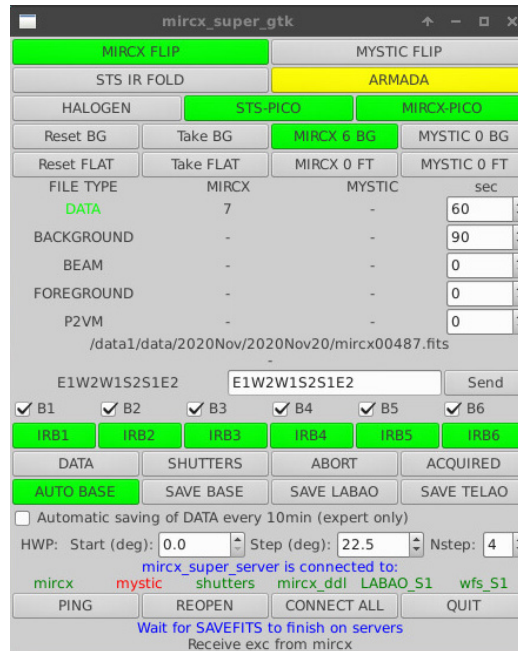 mircx_super_gtk
MIRCX FLIP MYSTIC FLIP
STS IR FOLD ARMADA
HALOGEN STS-PICO MIRCX-PICO
Reset BG Take BG MIRCX 6 BG MYSTIC 0 BG
Reset FLAT Take FLAT MIRCX 0 FT MYSTIC 0 FT
FILE TYPE MIRCX MYSTIC sec
DATA 7 - 60
BACKGROUND - - 90
BEAM - - 0
FOREGROUND - - 0
P2VM - - 0
/data1/data/2020Nov/2020Nov20/mircx00487.fits
-
E1W2W1S2S1E2 E1W2W1S2S1E2 Send
B1 B2 B3 B4 B5 B6
IRB1 IRB2 IRB3 IRB4 IRB5 IRB6
DATA SHUTTERS ABORT ACQUIRED
AUTO BASE SAVE BASE SAVE LABAO SAVE TELAO
Automatic saving of DATA every 10min (expert only)
HWP: Start (deg): 0.0 Step (deg): 22.5 Nstep: 4
mircx_super_server is connected to:
mircx mystic shutters mircx_ddl LABAO_S1 wfs_S1
PING REOPEN CONNECT ALL QUIT
Wait for SAVEFITS to finish on servers
Receive exc from mircx